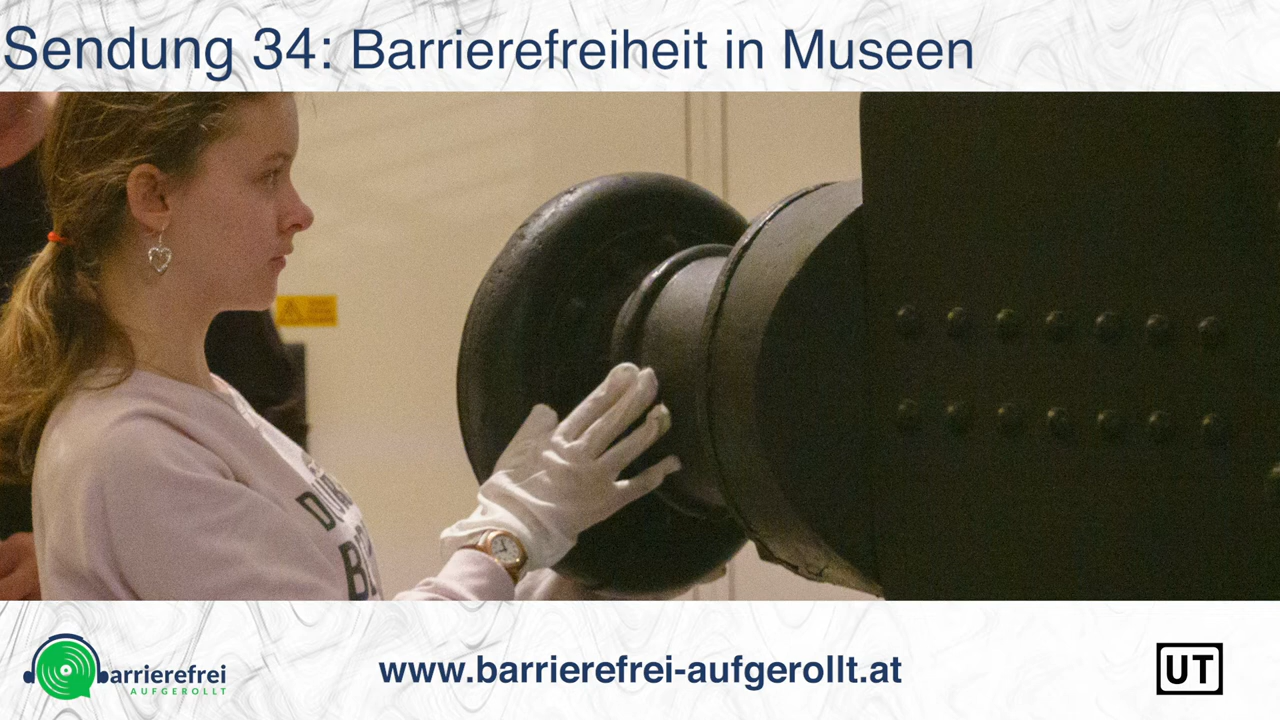 Sendung 34: Barrierefreiheit in Museen
barrierefrei
AUFGEROLLT
www.barrierefrei-aufgerollt.at
UT